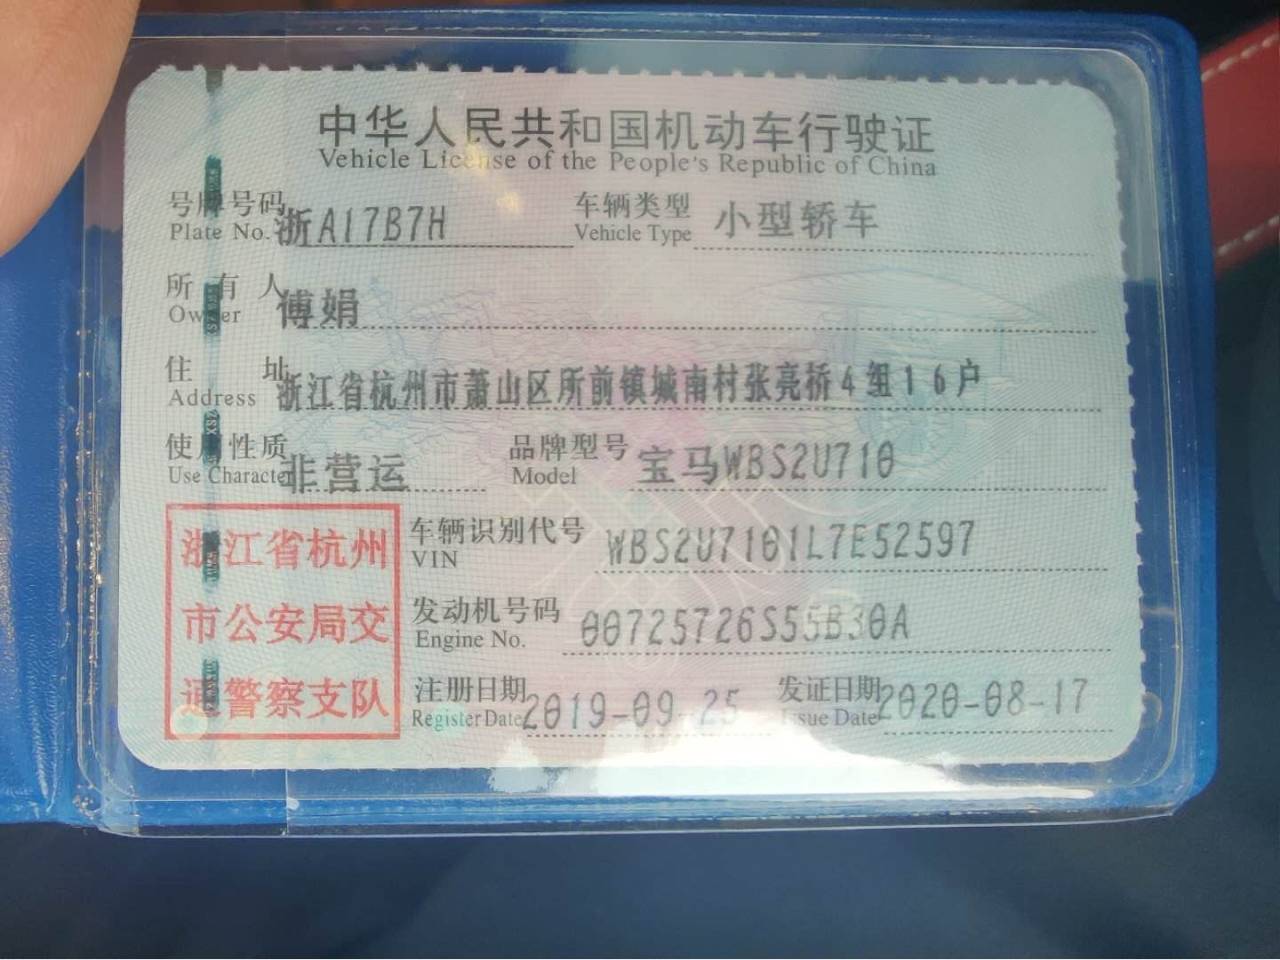 中华人民共和国机动车行驶证
Vehicle License of the People's Republic of China
号牌号码 浙A17B7H 车辆类型 小型轿车
Plate No. Vehicle Type
所有人 傅娟
Owner
住址 浙江省杭州市萧山区所前镇城南村张亮桥4组16户
Address
使用性质 非营运 品牌型号 宝马WBS2U710
Use Character Model
浙江省杭州
市公安局交
通警察支队
车辆识别代号 WBS2U7101L7E52597
VIN
发动机号码 00725726S55B30A
Engine No.
注册日期 2019-09-25 发证日期 2020-08-17
Register Date Issue Date